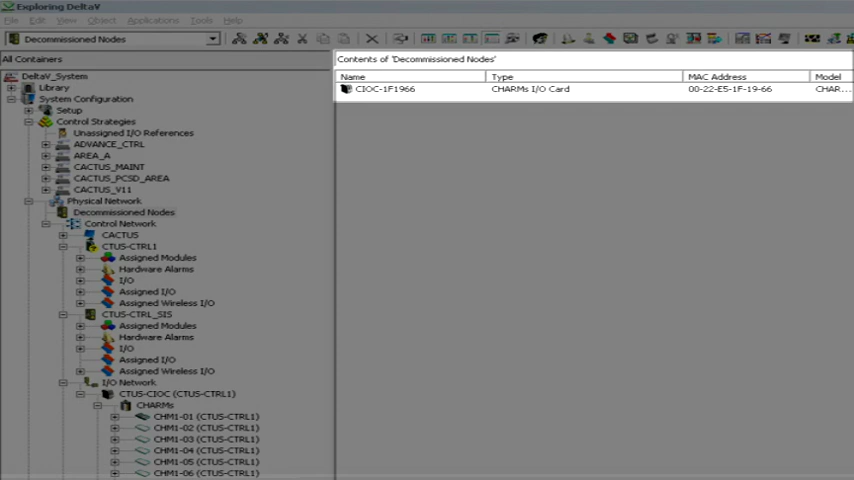 Exploring DeltaV
File Edit View Object Applications Tools Help
Decommissioned Nodes
All Containers
Contents of 'Decommissioned Nodes'
Name Type MAC Address Model
CIOC-1F1966 CHARMs I/O Card 00-22-E5-1F-19-66 CHAR...
DeltaV_System
Library
System Configuration
Setup
Control Strategies
Unassigned I/O References
ADVANCE_CTRL
AREA_A
CACTUS_MAINT
CACTUS_PCSD_AREA
CACTUS_V11
Physical Network
Decommissioned Nodes
Control Network
CACTUS
CTUS-CTRL1
Assigned Modules
Hardware Alarms
I/O
Assigned I/O
Assigned Wireless I/O
CTUS-CTRL_SIS
Assigned Modules
Hardware Alarms
I/O
Assigned I/O
Assigned Wireless I/O
I/O Network
CTUS-CIOC (CTUS-CTRL1)
CHARMs
CHM1-01 (CTUS-CTRL1)
CHM1-02 (CTUS-CTRL1)
CHM1-03 (CTUS-CTRL1)
CHM1-04 (CTUS-CTRL1)
CHM1-05 (CTUS-CTRL1)
CHM1-06 (CTUS-CTRL1)